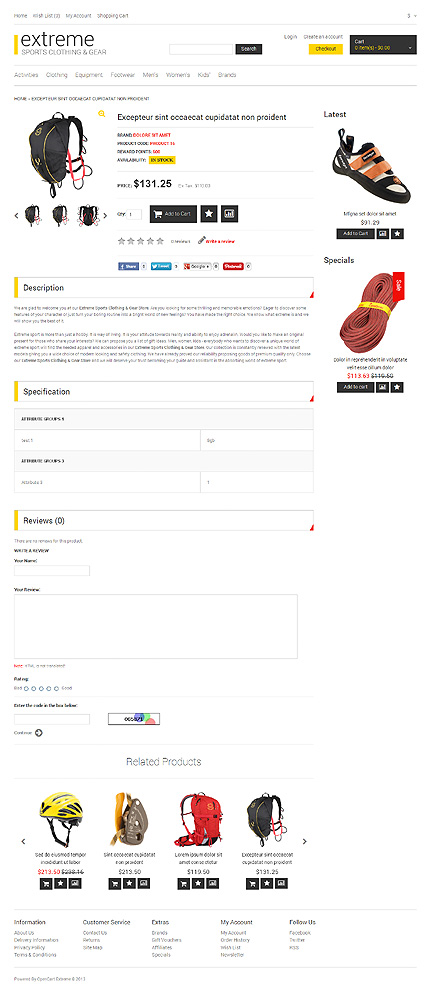 Home Wish List (2) My Account Shopping Cart
$
extreme
SPORTS CLOTHING & GEAR
Search
Login Create an account
Checkout
Cart
0 item(s) - $0.00
Activities Clothing Equipment Footwear Men's Women's Kids' Brands
HOME » EXCEPTEUR SINT OCCAECAT CUPIDATAT NON PROIDENT
Excepteur sint occaecat cupidatat non proident
BRAND: DOLORE SIT AMET
PRODUCT CODE: PRODUCT 15
REWARD POINTS: 500
AVAILABILITY: IN STOCK
PRICE: $131.25 Ex Tax:
Qty: 1
Add to Cart
0 reviews
Write a review
Share Tweet Google + 0 Pinterest 0
Latest
Magna set dolor sit amet
$91.29
Add to Cart
Specials
Sale
Dolor in reprehenderit in voluptate
velit esse cillum dolor
$113.63 $119.50
Add to cart
Description
We are glad to welcome you at our Extreme Sports Clothing & Gear Store. Are you looking for some thrilling and memorable emotions? Eager to discover some
features of your character or just turn your boring routine into a bright world of new feelings? You have made the right choice. We know what extreme is and we
will show you the best of it.
Extreme sport is more than just a hobby. It is way of living. It is your attitude towards reality and ability to enjoy adrenalin. Would you like to make an original
present for those who share your interests? We can propose you a lot of gift ideas. Men, women, kids - everybody who wants to discover a unique world of
extreme sport will find the needed apparel and accessories in our Extreme Sports Clothing & Gear Store. Our collection is constantly renewed with the latest
models giving you a wide choice of modern looking and safety clothing. We have already proved our reliability proposing goods of premium quality only. Choose
our Extreme Sports Clothing & Gear Store and we will deserve your trust becoming your guide and assistant in the absorbing world of extreme sport.
Specification
ATTRIBUTE GROUPS 4
test 1 8gb
ATTRIBUTE GROUPS 3
Attribute 3 1
Reviews (0)
There are no reviews for this product.
WRITE A REVIEW
Your Name:
Your Review:
Note: HTML is not translated!
Rating:
Bad Good
Enter the code in the box below:
Continue
Related Products
Sed do eiusmod tempor
incididunt ut labor
$213.50 $238.16
Sint occaecat cupidatat
non proident
$213.50
Lorem ipsum dolor sit
amet consectetur
$119.50
Excepteur sint occaecat
cupidatat non proident
$131.25
Information
About Us
Delivery Information
Privacy Policy
Terms & Conditions
Customer Service
Contact Us
Returns
Site Map
Extras
Brands
Gift Vouchers
Affiliates
Specials
My Account
My Account
Order History
Wish List
Newsletter
Follow Us
Facebook
Twitter
RSS
Powered By OpenCart Extreme © 2013